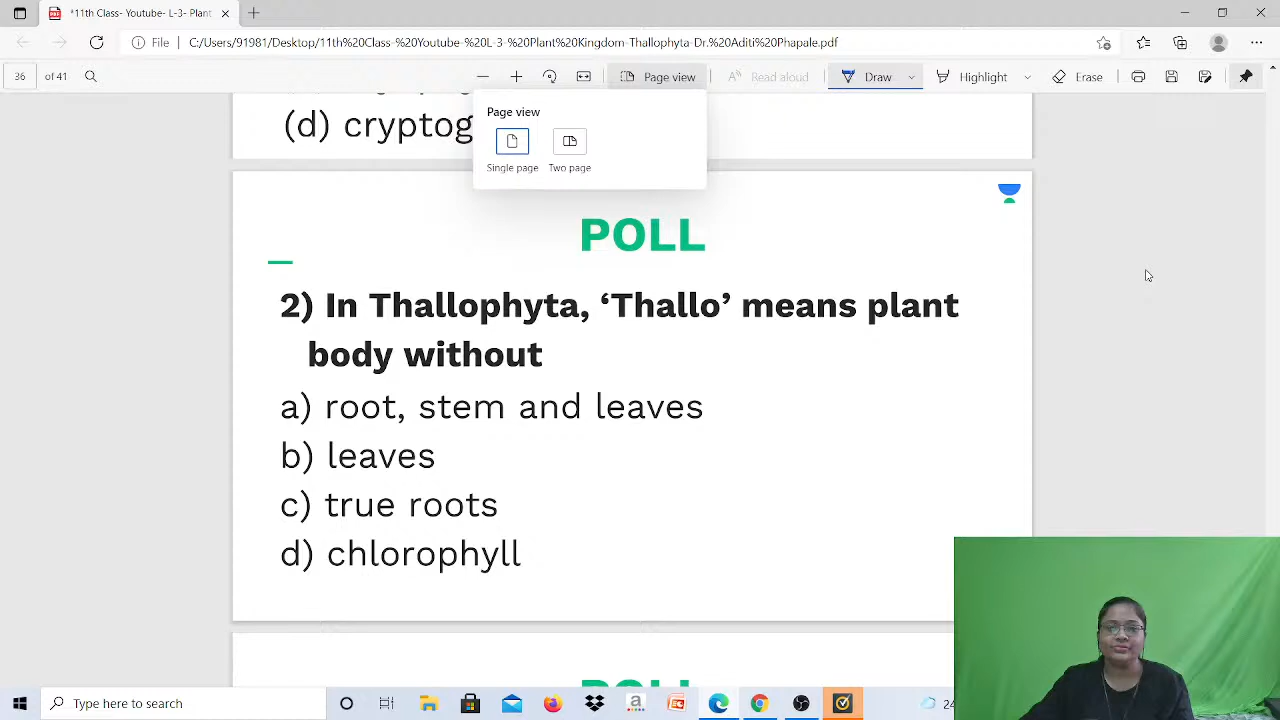 *11th Class- Youtube- L-3- Plant
File
C:/Users/91981/Desktop/11th%20Class-%20Youtube-%20L-3-%20Plant%20Kingdom-Thallophyta-Dr.%20Aditi%20Phapale.pdf
36 of 41
Page view
Read aloud
Draw
Highlight
Erase
Page view
Single page
Two page
(d) cryptog
POLL
2) In Thallophyta, ‘Thallo’ means plant
body without
a) root, stem and leaves
b) leaves
c) true roots
d) chlorophyll
POLL
Type here to search
24